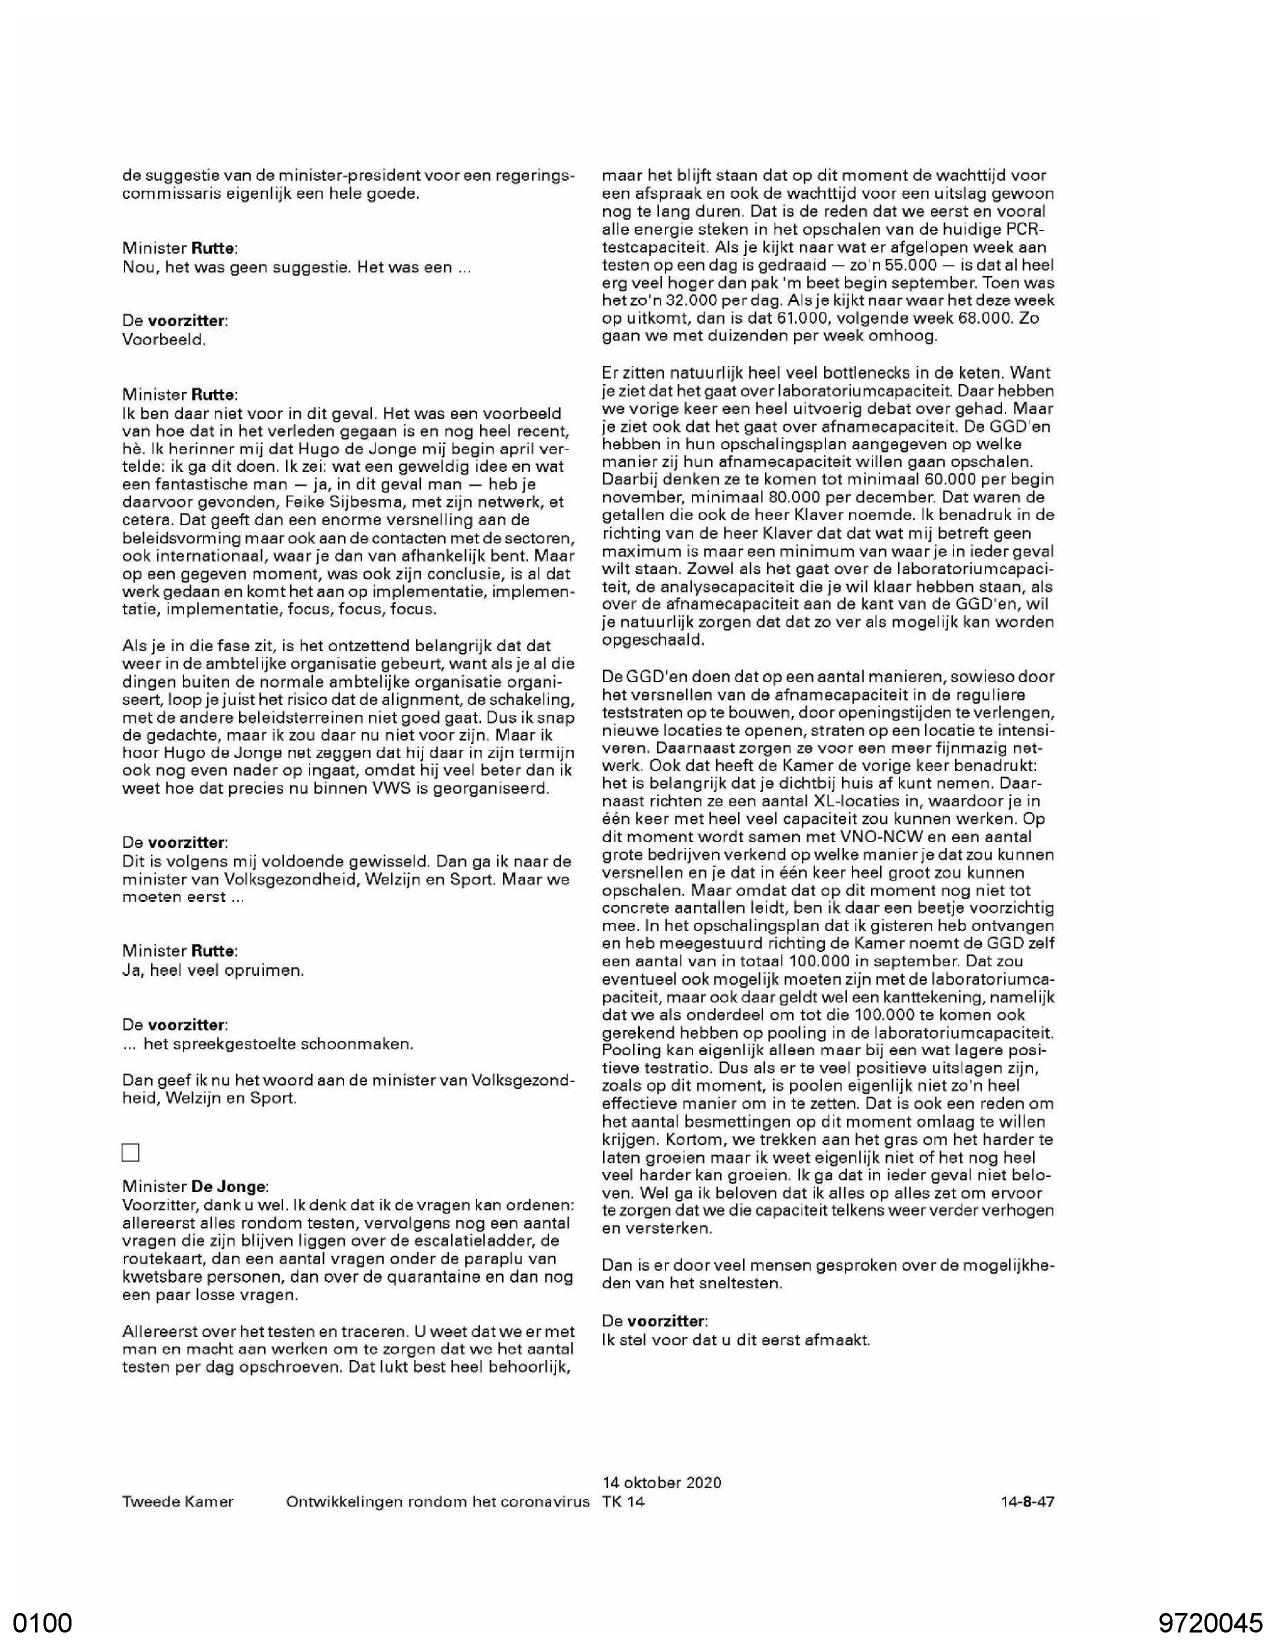 de suggestie van de minister-president voor een regerings-
commissaris eigenlijk een hele goede.
Minister Rutte:
Nou, het was geen suggestie. Het was een ...
De voorzitter:
Voorbeeld.
Minister Rutte:
Ik ben daar niet voor in dit geval. Het was een voorbeeld
van hoe dat in het verleden gegaan is en nog heel recent,
hè. Ik herinner mij dat Hugo de Jonge mij begin april ver-
telde: ik ga dit doen. Ik zei: wat een geweldig idee en wat
een fantastische man — ja, in dit geval man — heb je
daarvoor gevonden, Feike Sijbesma, met zijn netwerk, et
cetera. Dat geeft dan een enorme versnelling aan de
beleidsvorming maar ook aan de contacten met de sectoren,
ook internationaal, waar je dan van afhankelijk bent. Maar
op een gegeven moment, was ook zijn conclusie, is al dat
werk gedaan en komt het aan op implementatie, implemen-
tatie, implementatie, focus, focus, focus.
Als je in die fase zit, is het ontzettend belangrijk dat dat
weer in de ambtelijke organisatie gebeurt, want als je al die
dingen buiten de normale ambtelijke organisatie organi-
seert, loop je juist het risico dat de alignment, de schakeling,
met de andere beleidsterreinen niet goed gaat. Dus ik snap
de gedachte, maar ik zou daar nu niet voor zijn. Maar ik
hoor Hugo de Jonge net zeggen dat hij daar in zijn termijn
ook nog even nader op ingaat, omdat hij veel beter dan ik
weet hoe dat precies nu binnen VWS is georganiseerd.
De voorzitter:
Dit is volgens mij voldoende gewisseld. Dan ga ik naar de
minister van Volksgezondheid, Welzijn en Sport. Maar we
moeten eerst ...
Minister Rutte:
Ja, heel veel opruimen.
De voorzitter:
... het spreekgestoelte schoonmaken.
Dan geef ik nu het woord aan de minister van Volksgezond-
heid, Welzijn en Sport.
Minister De Jonge:
Voorzitter, dank u wel. Ik denk dat ik de vragen kan ordenen:
allereerst alles rondom testen, vervolgens nog een aantal
vragen die zijn blijven liggen over de escalatieladder, de
routekaart, dan een aantal vragen onder de paraplu van
kwetsbare personen, dan over de quarantaine en dan nog
een paar losse vragen.
Allereerst over het testen en traceren. U weet dat we er met
man en macht aan werken om te zorgen dat we het aantal
testen per dag opschroeven. Dat lukt best heel behoorlijk,
maar het blijft staan dat op dit moment de wachttijd voor
een afspraak en ook de wachttijd voor een uitslag gewoon
nog te lang duren. Dat is de reden dat we eerst en vooral
alle energie steken in het opschalen van de huidige PCR-
testcapaciteit. Als je kijkt naar wat er afgelopen week aan
testen op een dag is gedraaid — zo'n 55.000 — is dat al heel
erg veel hoger dan pak 'm beet begin september. Toen was
het zo'n 32.000 per dag. Als je kijkt naar waar het deze week
op uitkomt, dan is dat 61.000, volgende week 68.000. Zo
gaan we met duizenden per week omhoog.
Er zitten natuurlijk heel veel bottlenecks in de keten. Want
je ziet dat het gaat over laboratoriumcapaciteit. Daar hebben
we vorige keer een heel uitvoerig debat over gehad. Maar
je ziet ook dat het gaat over afnamecapaciteit. De GGD'en
hebben in hun opschalingsplan aangegeven op welke
manier zij hun afnamecapaciteit willen gaan opschalen.
Daarbij denken ze te komen tot minimaal 60.000 per begin
november, minimaal 80.000 per december. Dat waren de
getallen die ook de heer Klaver noemde. Ik benadruk in de
richting van de heer Klaver dat dat wat mij betreft geen
maximum is maar een minimum van waar je in ieder geval
wilt staan. Zowel als het gaat over de laboratoriumcapaci-
teit, de analysecapaciteit die je wil klaar hebben staan, als
over de afnamecapaciteit aan de kant van de GGD'en, wil
je natuurlijk zorgen dat dat zo ver als mogelijk kan worden
opgeschaald.
De GGD'en doen dat op een aantal manieren, sowieso door
het versnellen van de afnamecapaciteit in de reguliere
teststraten op te bouwen, door openingstijden te verlengen,
nieuwe locaties te openen, straten op een locatie te intensi-
veren. Daarnaast zorgen ze voor een meer fijnmazig net-
werk. Ook dat heeft de Kamer de vorige keer benadrukt:
het is belangrijk dat je dichtbij huis af kunt nemen. Daar-
naast richten ze een aantal XL-locaties in, waardoor je in
één keer met heel veel capaciteit zou kunnen werken. Op
dit moment wordt samen met VNO-NCW en een aantal
grote bedrijven verkend op welke manier je dat zou kunnen
versnellen en je dat in één keer heel groot zou kunnen
opschalen. Maar omdat dat op dit moment nog niet tot
concrete aantallen leidt, ben ik daar een beetje voorzichtig
mee. In het opschalingsplan dat ik gisteren heb ontvangen
en heb meegestuurd richting de Kamer noemt de GGD zelf
een aantal van in totaal 100.000 in september. Dat zou
eventueel ook mogelijk moeten zijn met de laboratoriumca-
paciteit, maar ook daar geldt wel een kanttekening, namelijk
dat we als onderdeel om tot die 100.000 te komen ook
gerekend hebben op pooling in de laboratoriumcapaciteit.
Pooling kan eigenlijk alleen maar bij een wat lagere posi-
tieve testratio. Dus als er te veel positieve uitslagen zijn,
zoals op dit moment, is poolen eigenlijk niet zo'n heel
effectieve manier om in te zetten. Dat is ook een reden om
het aantal besmettingen op dit moment omlaag te willen
krijgen. Kortom, we trekken aan het gras om het harder te
laten groeien maar ik weet eigenlijk niet of het nog heel
veel harder kan groeien. Ik ga dat in ieder geval niet belo-
ven. Wel ga ik beloven dat ik alles op alles zet om ervoor
te zorgen dat we die capaciteit telkens weer verder verhogen
en versterken.
Dan is er door veel mensen gesproken over de mogelijkhe-
den van het sneltesten.
De voorzitter:
Ik stel voor dat u dit eerst afmaakt.
14 oktober 2020
Tweede Kamer Ontwikkelingen rondom het coronavirus TK 14 14-8-47
0100 9720045